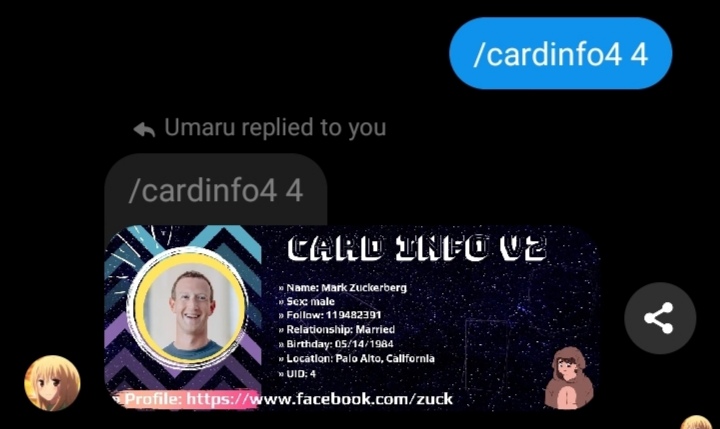 /cardinfo4 4
Umaru replied to you
/cardinfo4 4
CARD INFO V2
» Name: Mark Zuckerberg
» Sex: male
» Follow: 119482391
» Relationship: Married
» Birthday: 05/14/1984
» Location: Palo Alto, California
» UID: 4
» Profile: https://www.facebook.com/zuck